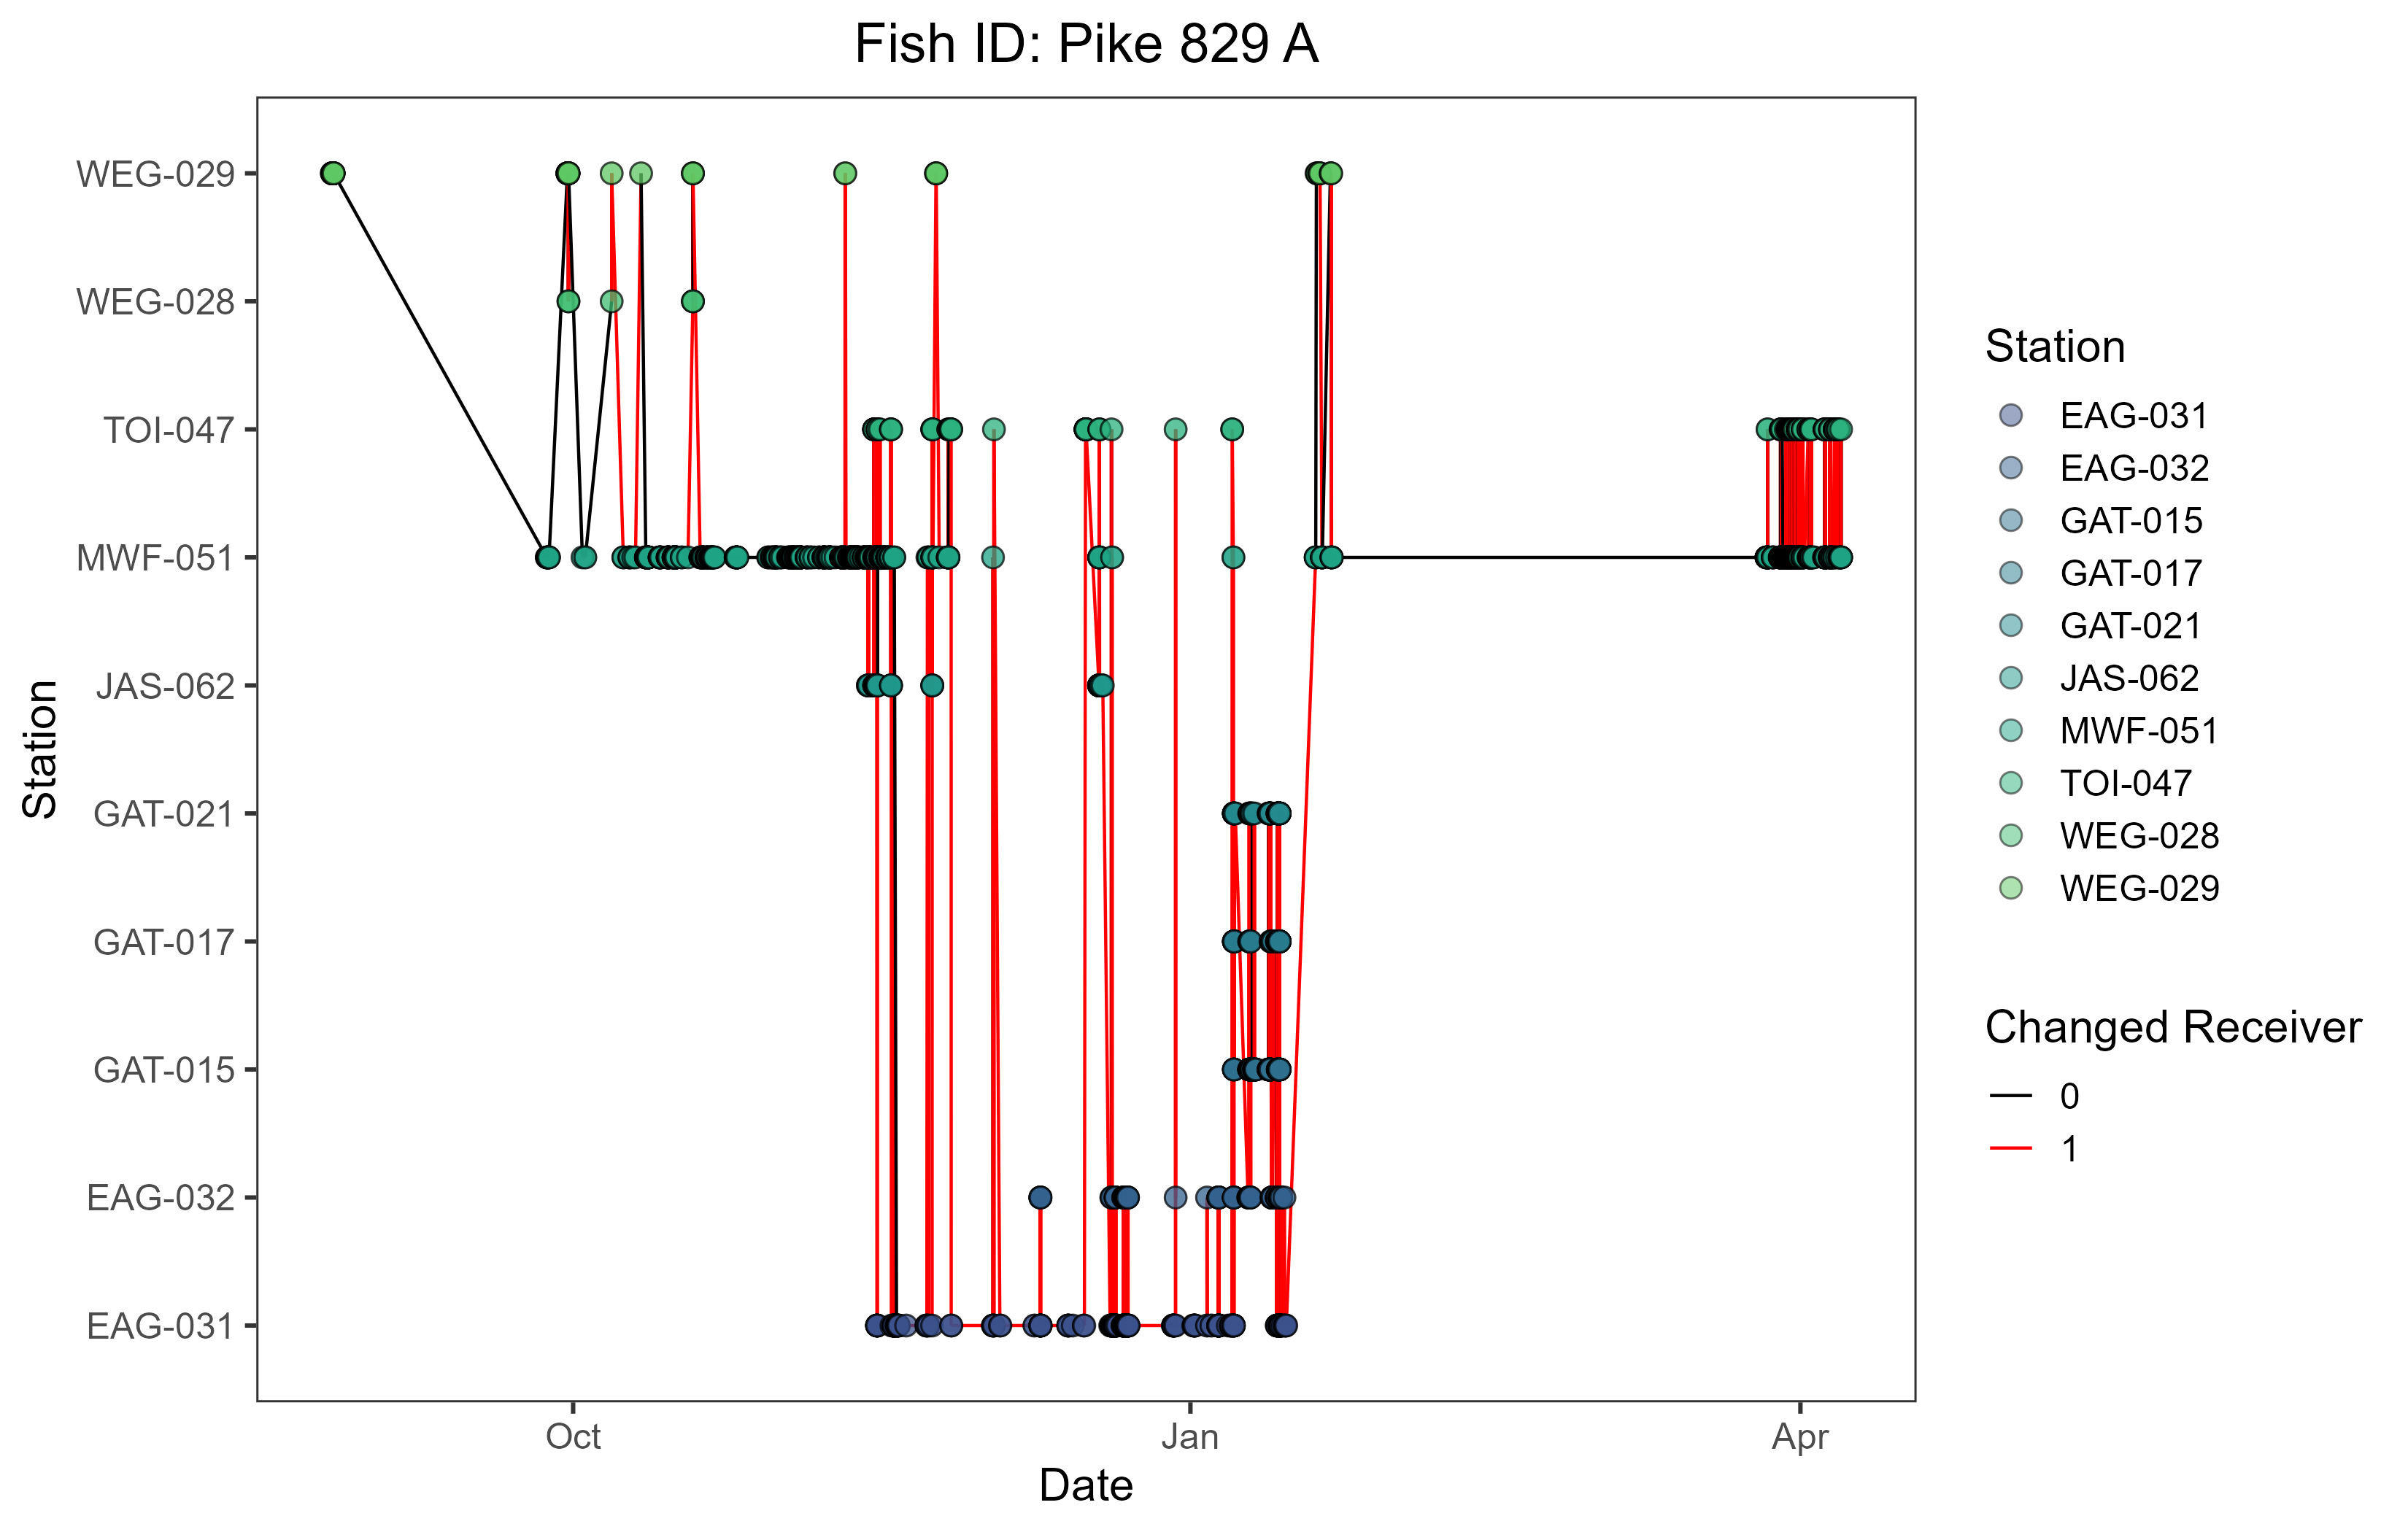 Fish ID: Pike 829 A
WEG-029
WEG-028
TOI-047
MWF-051
JAS-062
GAT-021
GAT-017
GAT-015
EAG-032
EAG-031
Station
Oct
Jan
Apr
Date
Station
EAG-031
EAG-032
GAT-015
GAT-017
GAT-021
JAS-062
MWF-051
TOI-047
WEG-028
WEG-029
Changed Receiver
0
1